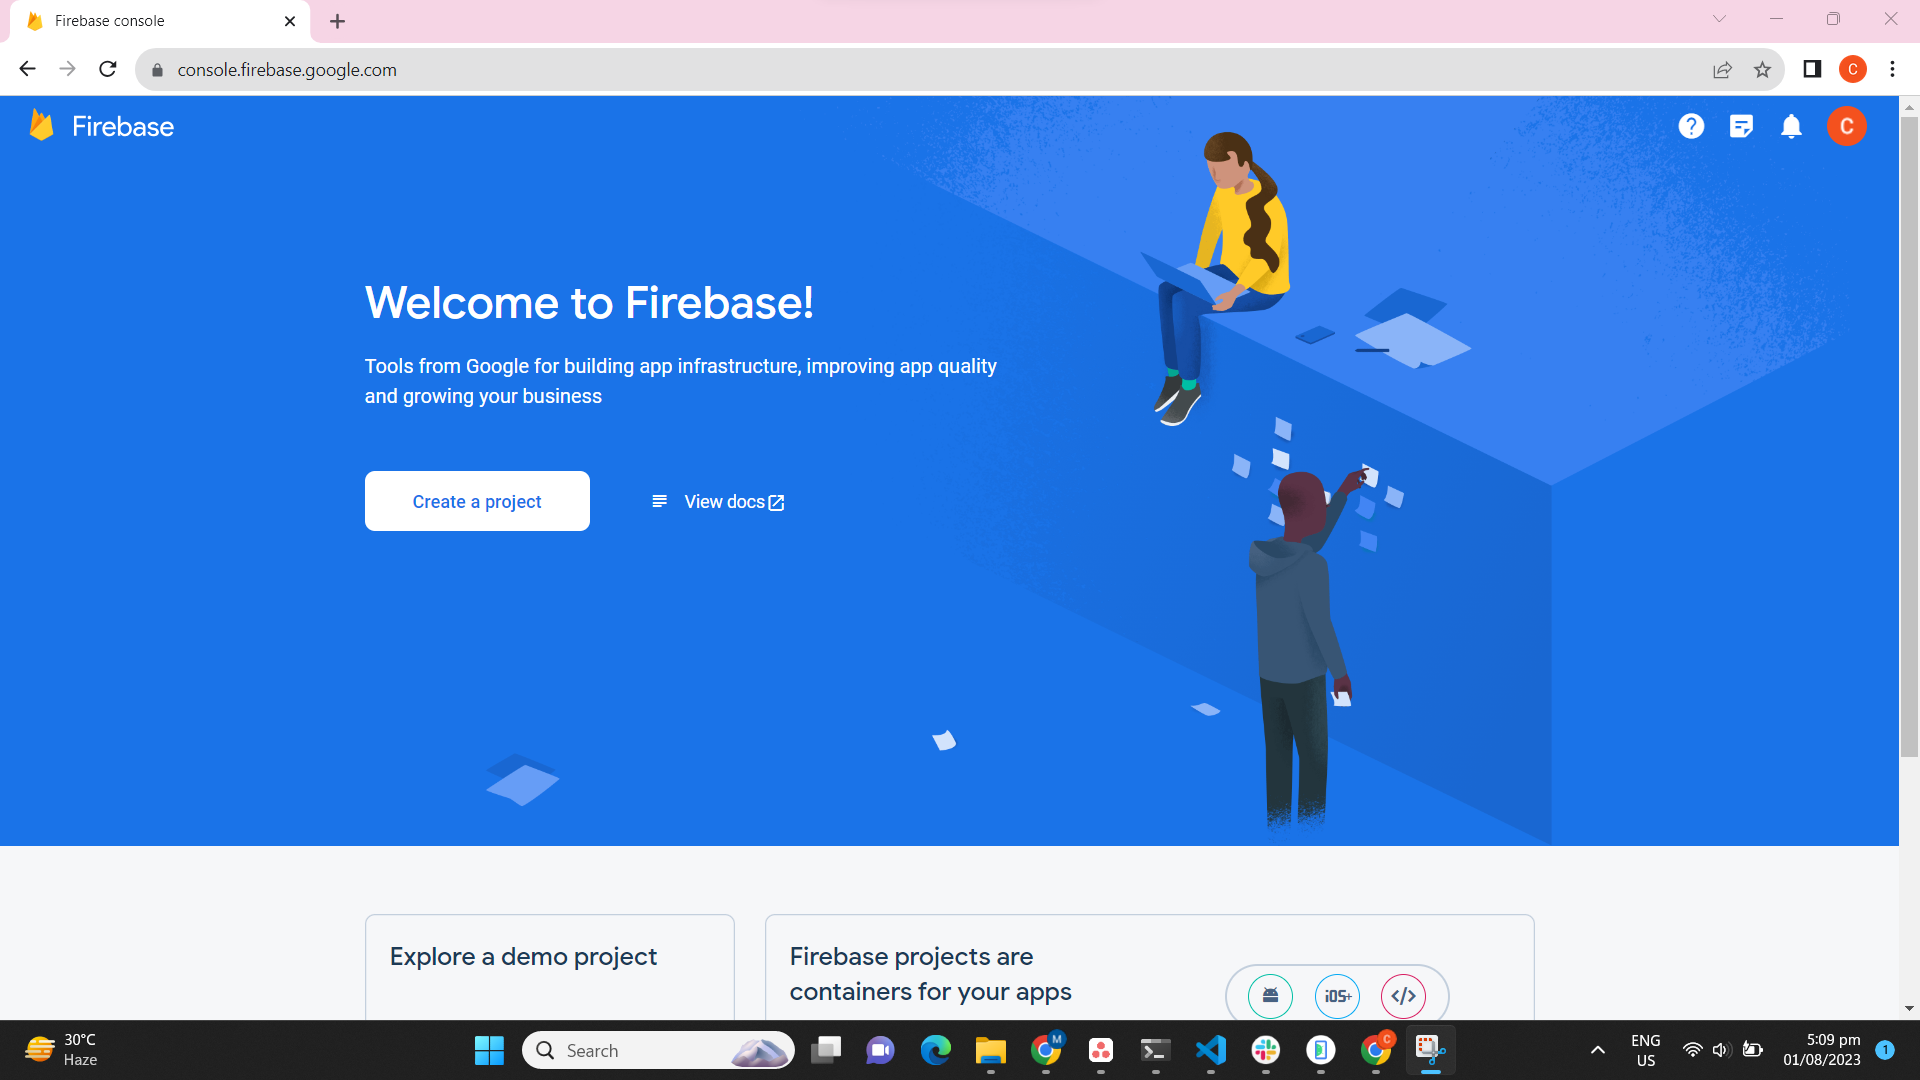 Firebase console
console.firebase.google.com
C
Firebase
C
Welcome to Firebase!
Tools from Google for building app infrastructure, improving app quality
and growing your business
Create a project
View docs
Explore a demo project
Firebase projects are
containers for your apps
iOS+
30°C
Haze
Search
M
C
ENG
US
5:09 pm
01/08/2023
1